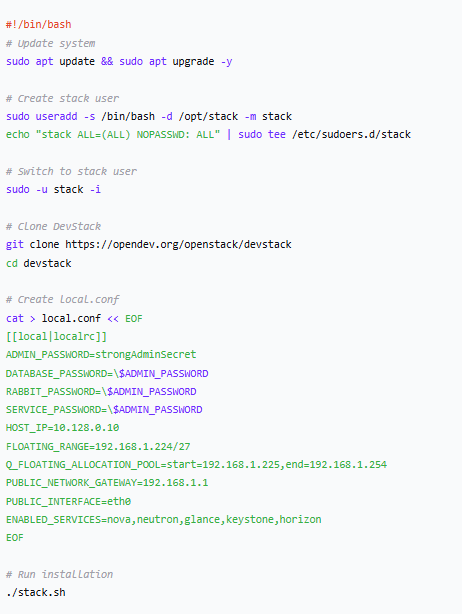 #!/bin/bash
# Update system
sudo apt update && sudo apt upgrade -y
# Create stack user
sudo useradd -s /bin/bash -d /opt/stack -m stack
echo "stack ALL=(ALL) NOPASSWD: ALL" | sudo tee /etc/sudoers.d/stack
# Switch to stack user
sudo -u stack -i
# Clone DevStack
git clone https://opendev.org/openstack/devstack
cd devstack
# Create local.conf
cat > local.conf << EOF
[[local|localrc]]
ADMIN_PASSWORD=strongAdminSecret
DATABASE_PASSWORD=\$ADMIN_PASSWORD
RABBIT_PASSWORD=\$ADMIN_PASSWORD
SERVICE_PASSWORD=\$ADMIN_PASSWORD
HOST_IP=10.128.0.10
FLOATING_RANGE=192.168.1.224/27
Q_FLOATING_ALLOCATION_POOL=start=192.168.1.225,end=192.168.1.254
PUBLIC_NETWORK_GATEWAY=192.168.1.1
PUBLIC_INTERFACE=eth0
ENABLED_SERVICES=nova,neutron,glance,keystone,horizon
EOF
# Run installation
./stack.sh